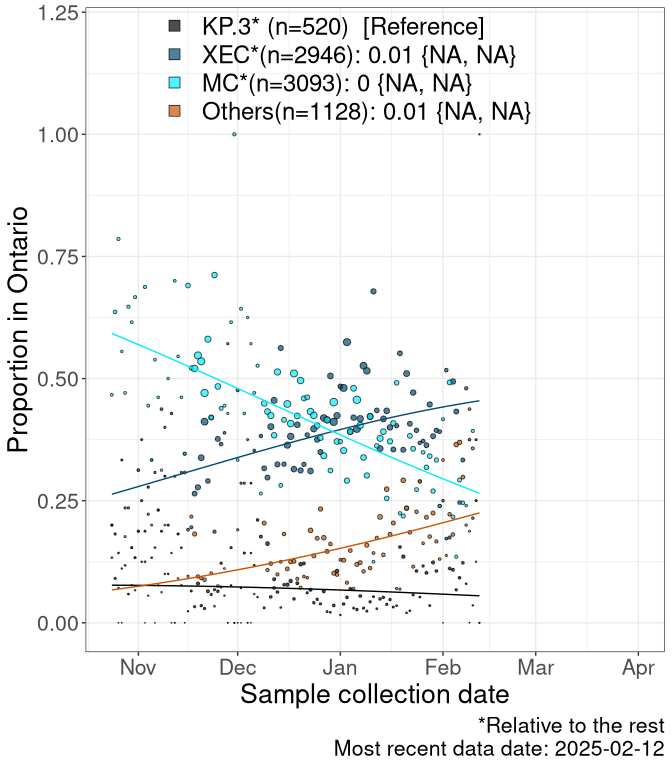 KP.3* (n=520)  [Reference]
XEC*(n=2946): 0.01 {NA, NA}
MC*(n=3093): 0 {NA, NA}
Others(n=1128): 0.01 {NA, NA}
1.25
1.00
0.75
0.50
0.25
0.00
Proportion in Ontario
Nov Dec Jan Feb Mar Apr
Sample collection date
*Relative to the rest
Most recent data date: 2025-02-12